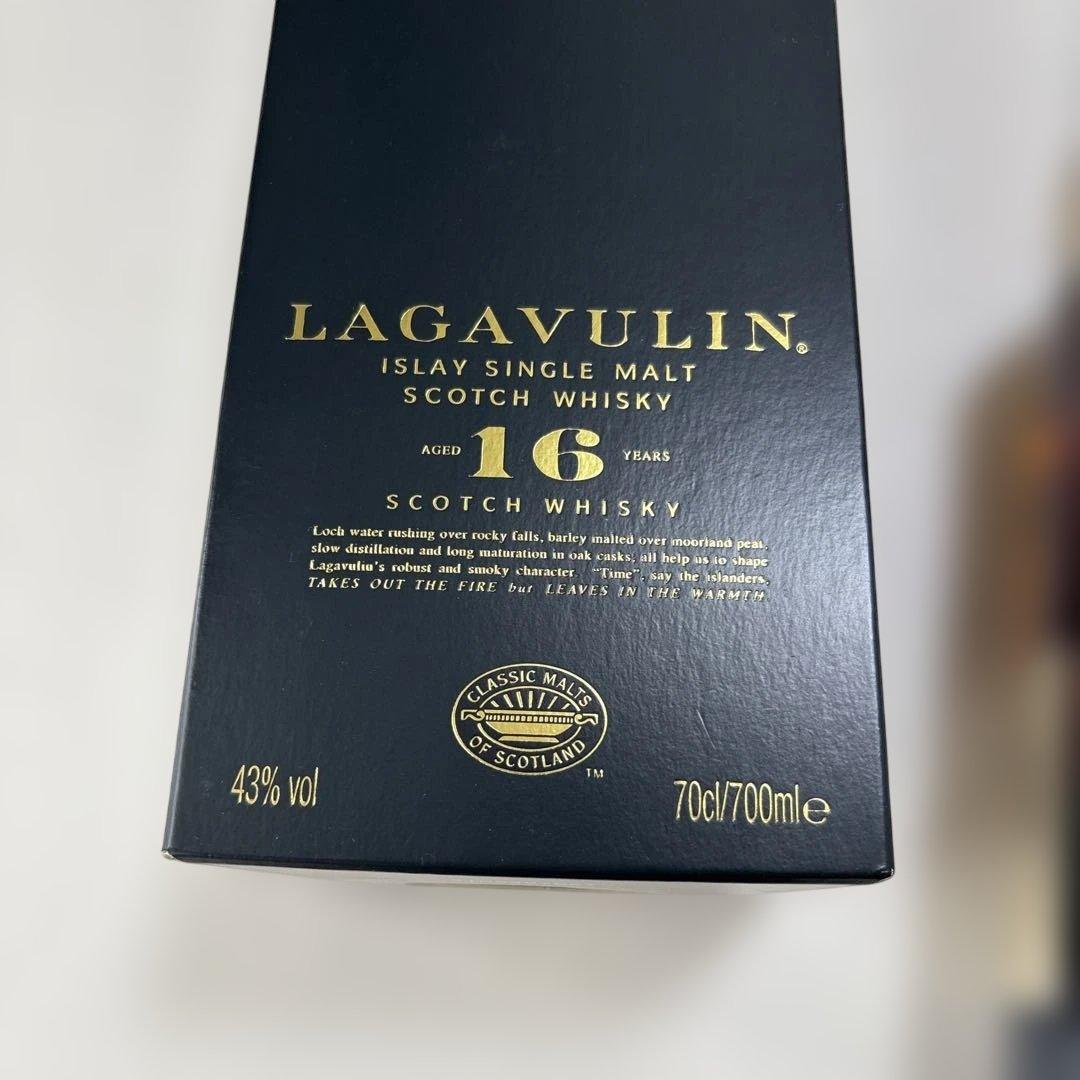 LAGAVULIN®
ISLAY SINGLE MALT
SCOTCH WHISKY
AGED 16 YEARS
SCOTCH WHISKY
Loch water rushing over rocky falls, barley malted over moorland peat,
slow distillation and long maturation in oak casks, all help us to shape
Lagavulin's robust and smoky character. "Time", say the islanders,
TAKES OUT THE FIRE but LEAVES IN THE WARMTH
CLASSIC MALTS
OF SCOTLAND
TM
43% vol
70cl/700ml℮